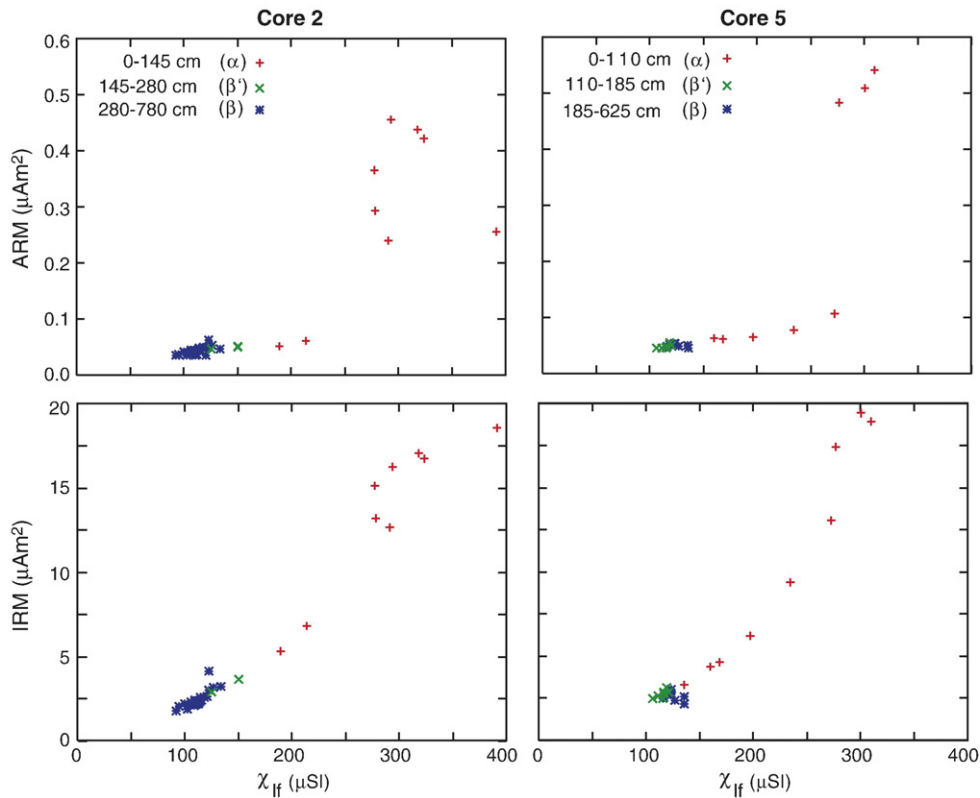 Core 2
Core 5
0.6
0.5
0.4
0.3
0.2
0.1
0.0
ARM (μAm²)
0-145 cm (α) +
145-280 cm (β‘) ×
280-780 cm (β) *
0-110 cm (α) +
110-185 cm (β‘) ×
185-625 cm (β) *
20
15
10
5
0
IRM (μAm²)
0 100 200 300 400
χlf (μSI)
0 100 200 300 400
χlf (μSI)